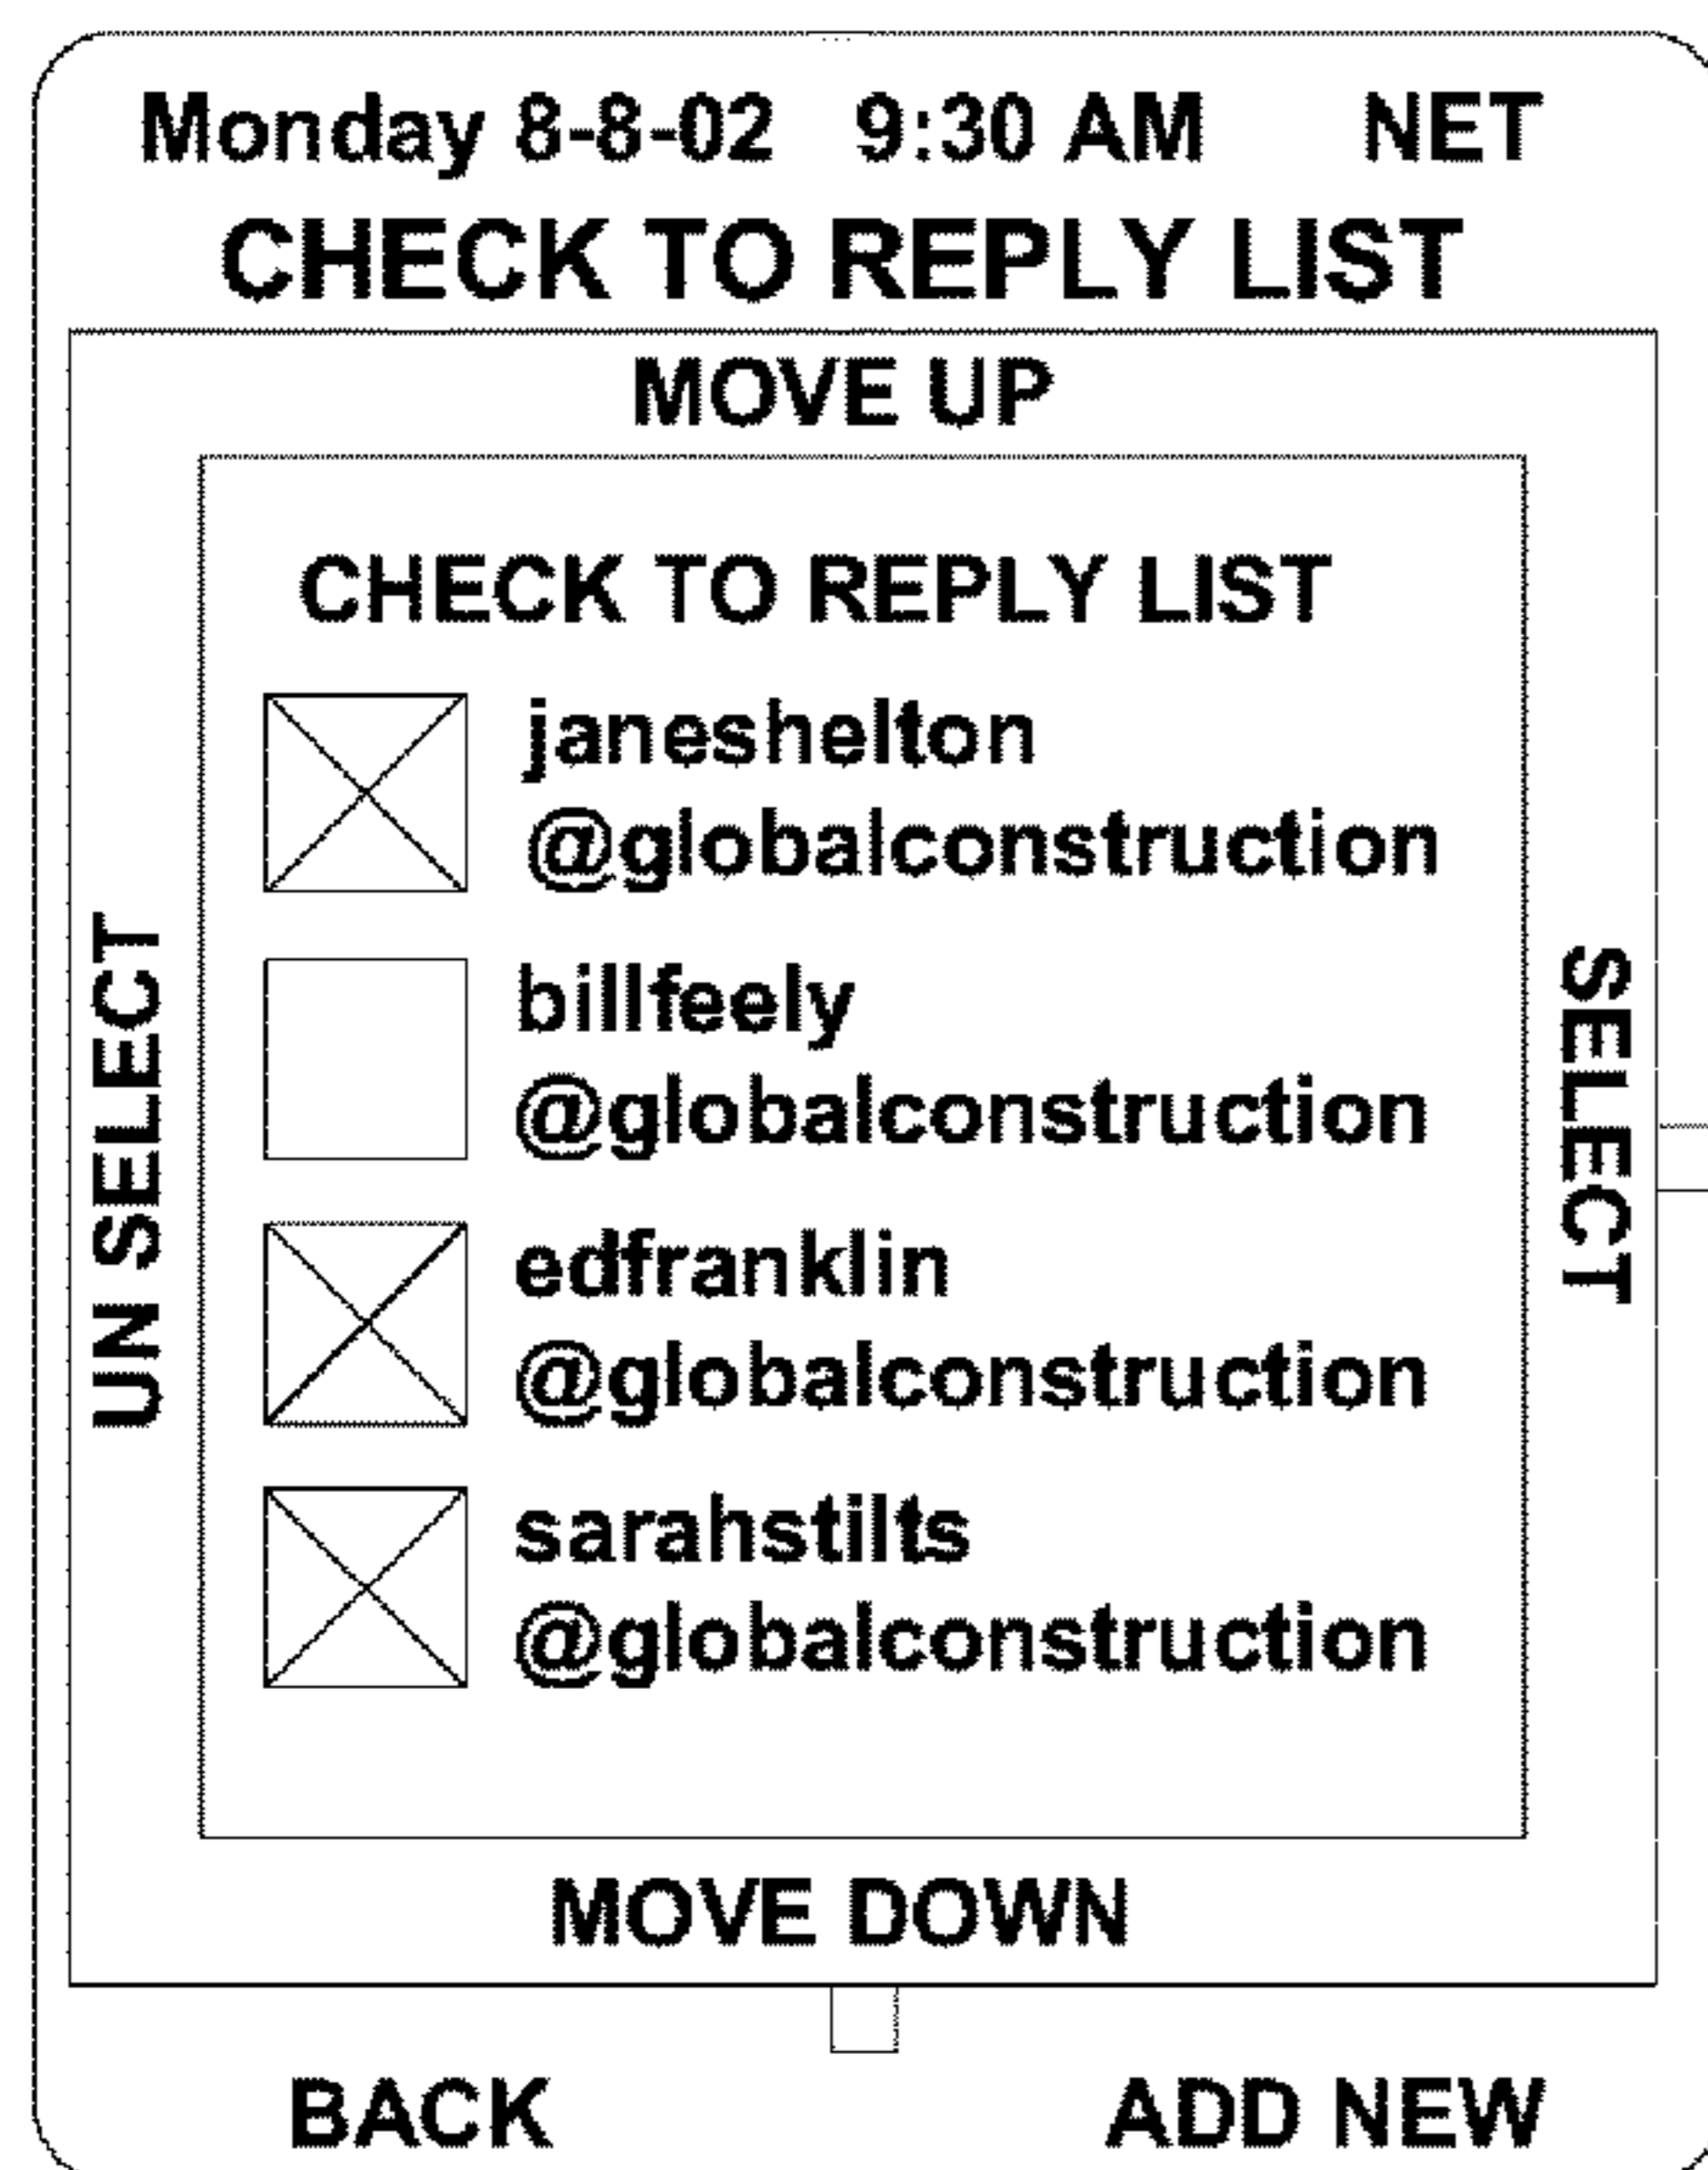 Monday 8-8-02 9:30 AM NET
CHECK TO REPLY LIST
MOVE UP
CHECK TO REPLY LIST
janeshelton
@globalconstruction
billfeely
@globalconstruction
edfranklin
@globalconstruction
sarahstilts
@globalconstruction
UN SELECT
SELECT
MOVE DOWN
BACK ADD NEW